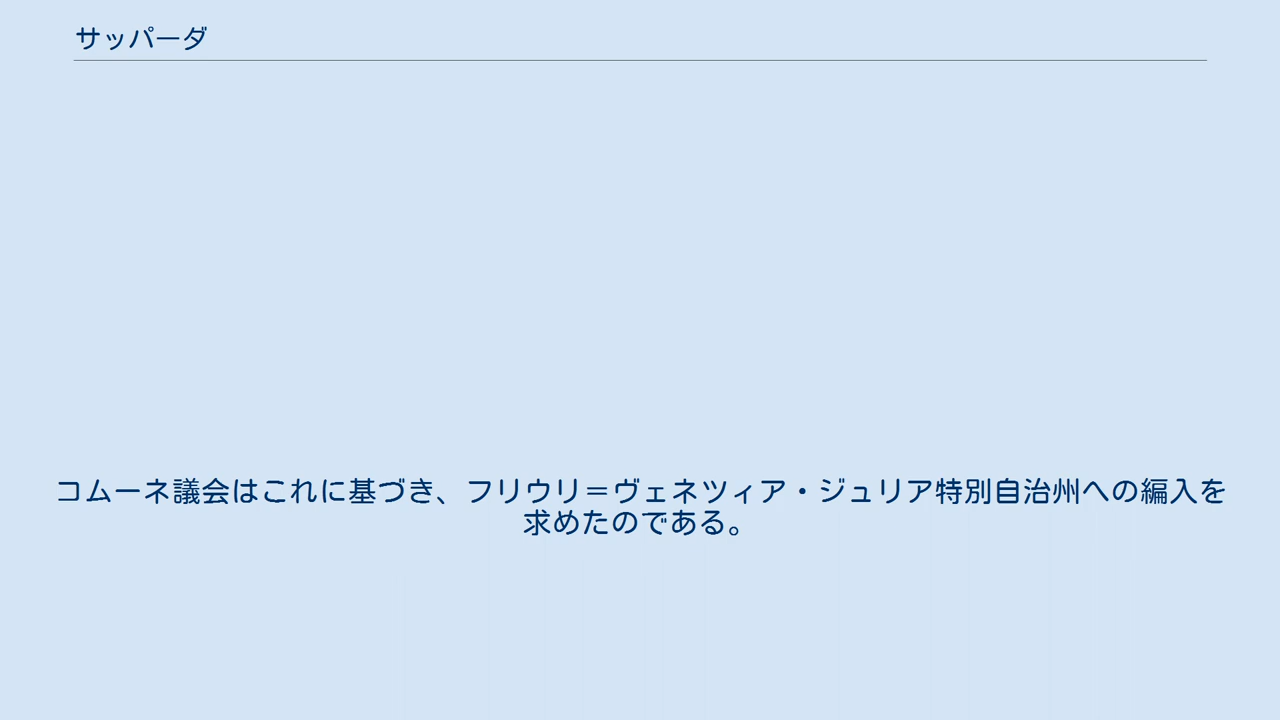 サッパーダ
コムーネ議会はこれに基づき、フリウリ＝ヴェネツィア・ジュリア特別自治州への編入を
求めたのである。